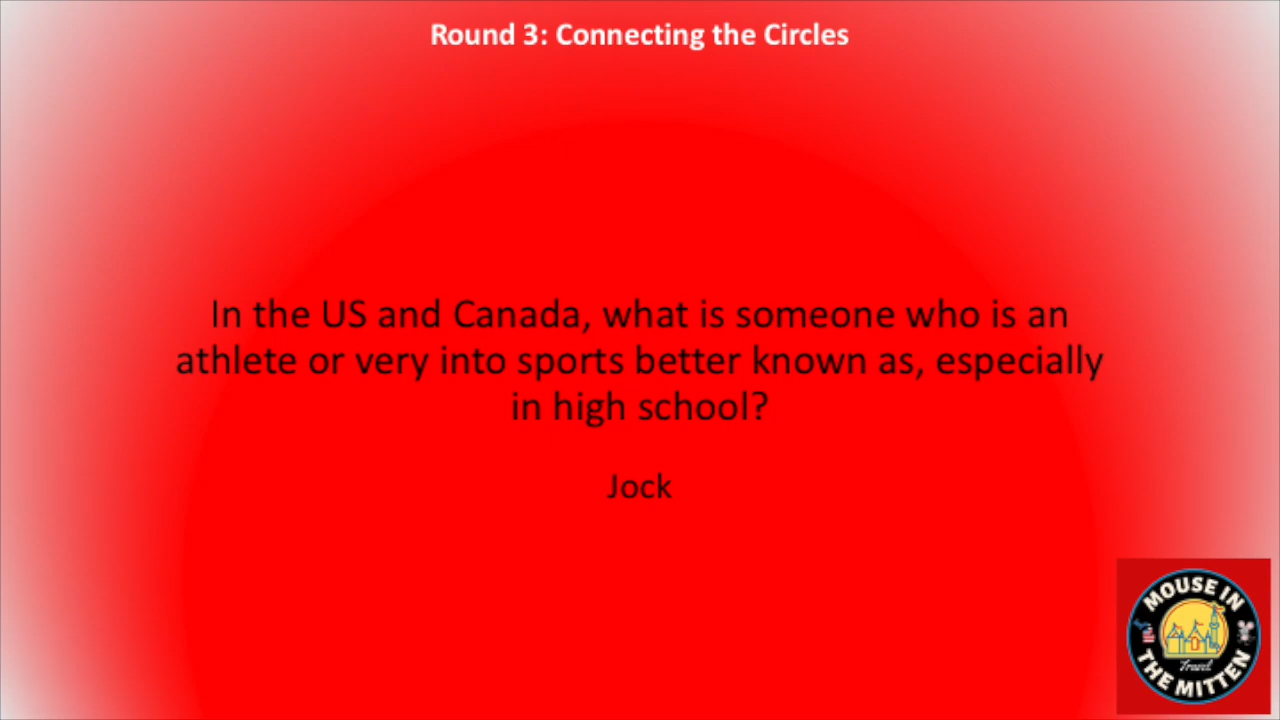 Round 3: Connecting the Circles
In the US and Canada, what is someone who is an
athlete or very into sports better known as, especially
in high school?
Jock
MOUSE IN
Travel
THE MITTEN